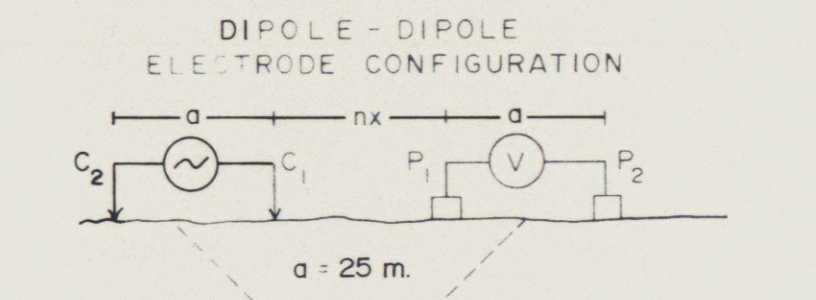 DIPOLE - DIPOLE
ELECTRODE CONFIGURATION
a nx a
C2 C1 P1 V P2
a = 25 m.